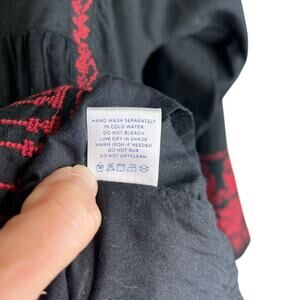 HAND WASH SEPARATELY
IN COLD WATER
DO NOT BLEACH
LINE DRY IN SHADE
WARM IRON IF NEEDED
DO NOT RUB
DO NOT DRYCLEAN